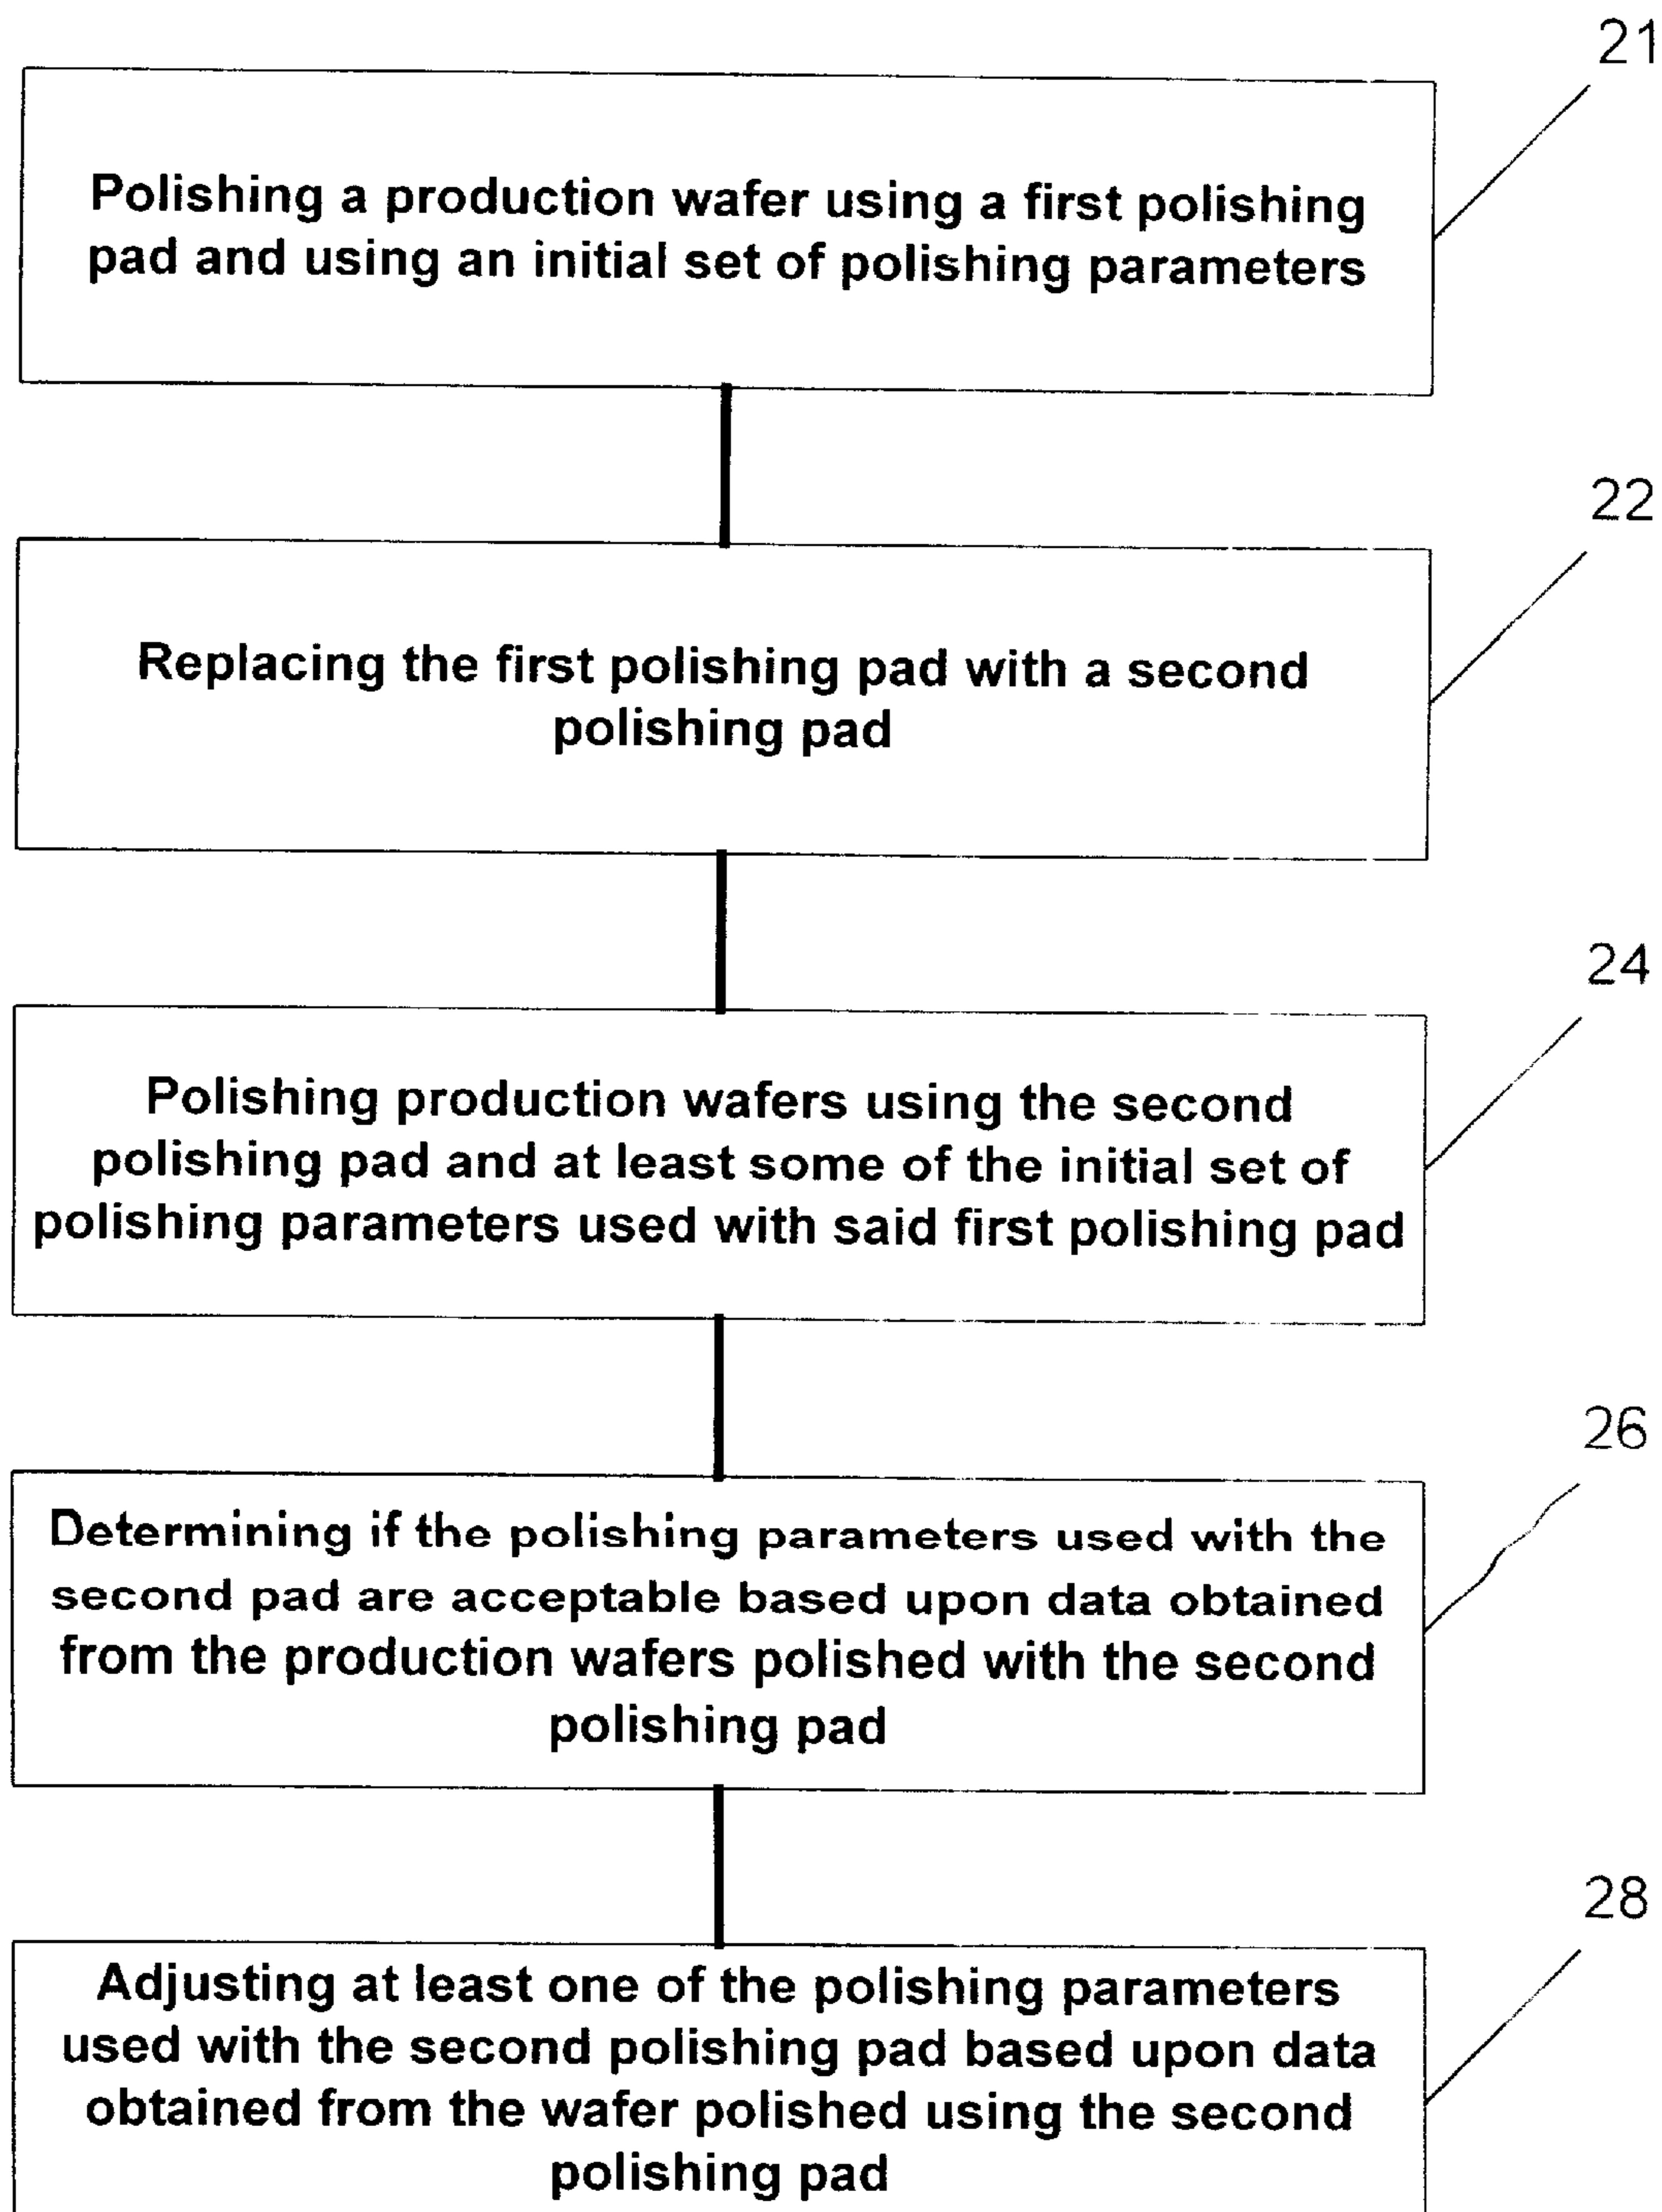 21
Polishing a production wafer using a first polishing
pad and using an initial set of polishing parameters
22
Replacing the first polishing pad with a second
polishing pad
24
Polishing production wafers using the second
polishing pad and at least some of the initial set of
polishing parameters used with said first polishing pad
26
Determining if the polishing parameters used with the
second pad are acceptable based upon data obtained
from the production wafers polished with the second
polishing pad
28
Adjusting at least one of the polishing parameters
used with the second polishing pad based upon data
obtained from the wafer polished using the second
polishing pad